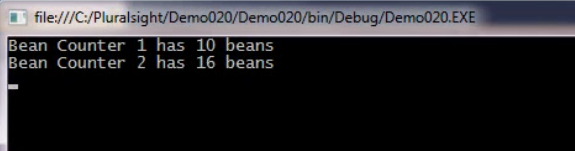 file:///C:/Pluralsight/Demo020/Demo020/bin/Debug/Demo020.EXE
Bean Counter 1 has 10 beans
Bean Counter 2 has 16 beans